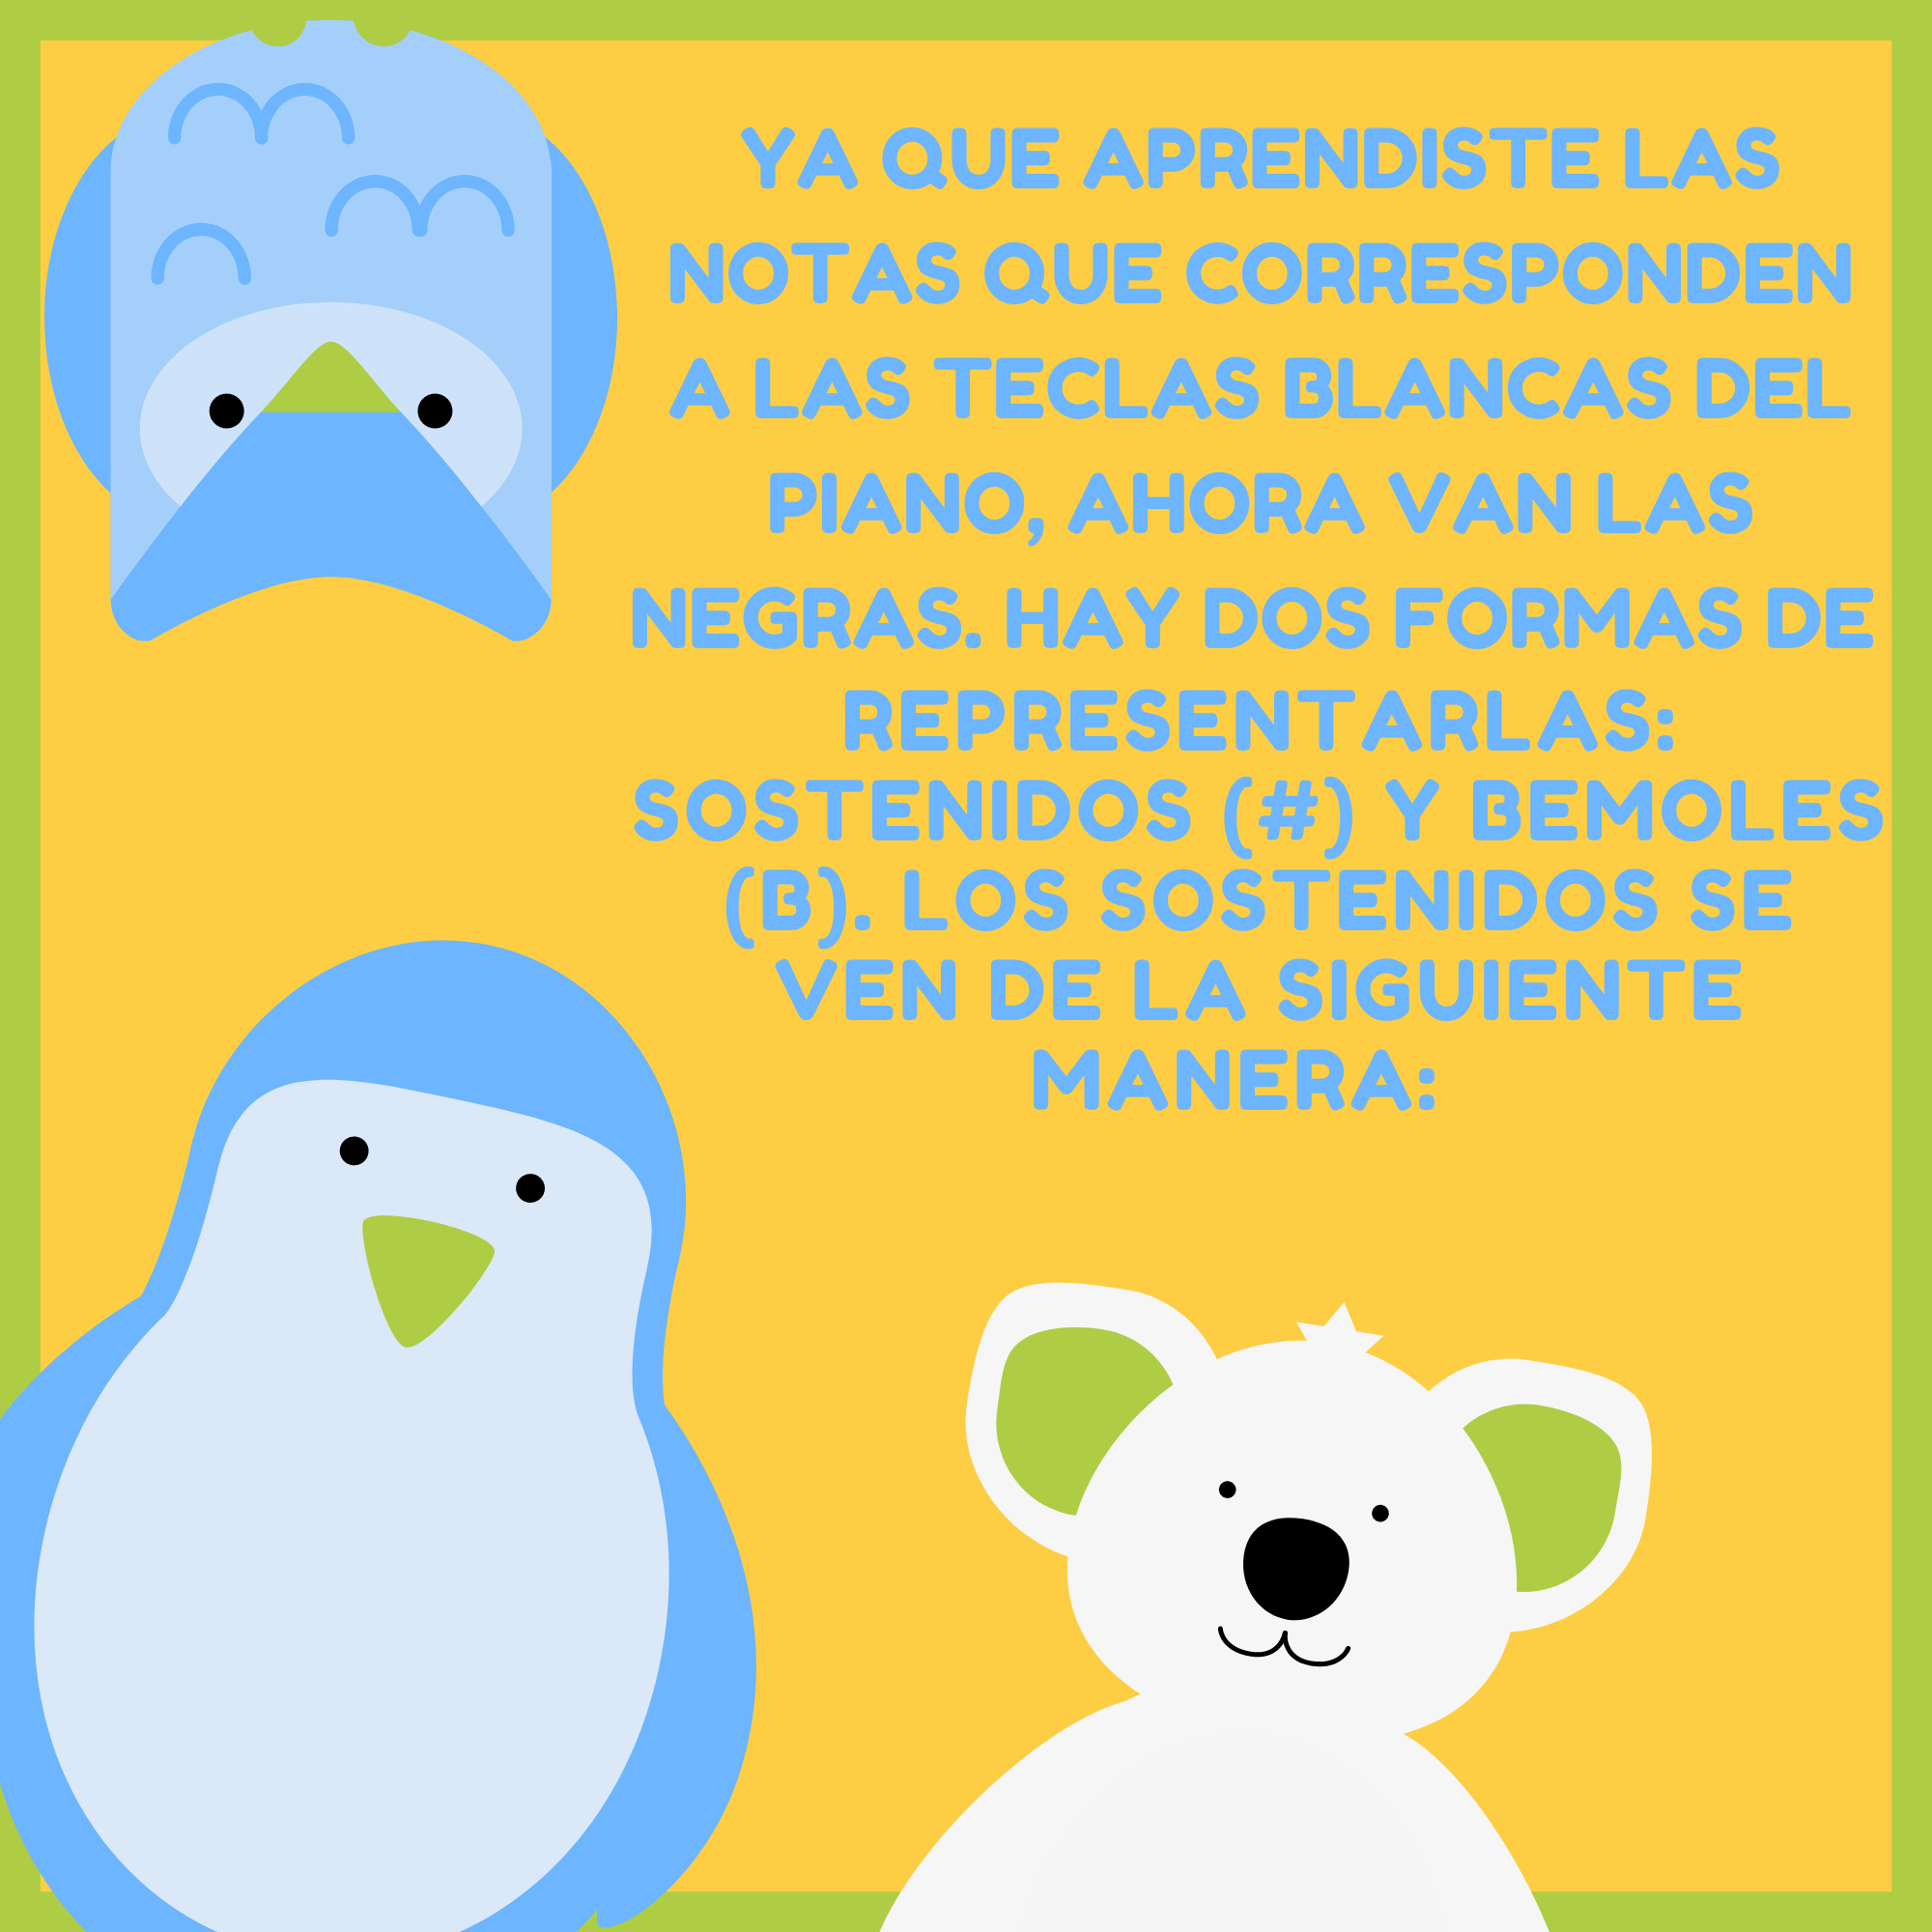 YA QUE APRENDISTE LAS
NOTAS QUE CORRESPONDEN
A LAS TECLAS BLANCAS DEL
PIANO, AHORA VAN LAS
NEGRAS. HAY DOS FORMAS DE
REPRESENTARLAS:
SOSTENIDOS (#) Y BEMOLES
(B). LOS SOSTENIDOS SE
VEN DE LA SIGUIENTE
MANERA: